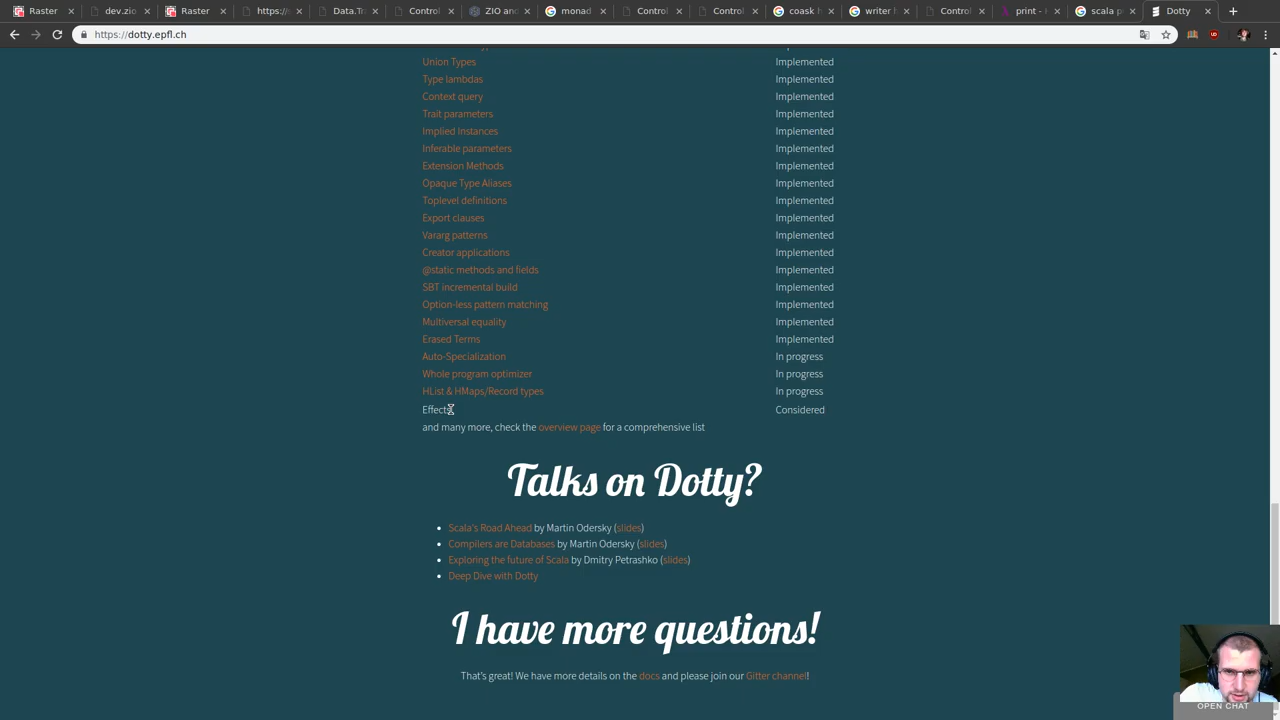 Raster
dev.zio
Raster
https://
Data.Tr
Contro
ZIO anc
monad
Control
coask h
writer l
Control
print -
scala p
Dotty
https://dotty.epfl.ch
Union Types Implemented
Type lambdas Implemented
Context query Implemented
Trait parameters Implemented
Implied Instances Implemented
Inferable parameters Implemented
Extension Methods Implemented
Opaque Type Aliases Implemented
Toplevel definitions Implemented
Export clauses Implemented
Vararg patterns Implemented
Creator applications Implemented
@static methods and fields Implemented
SBT incremental build Implemented
Option-less pattern matching Implemented
Multiversal equality Implemented
Erased Terms Implemented
Auto-Specialization In progress
Whole program optimizer In progress
HList & HMaps/Record types In progress
Effects Considered
and many more, check the overview page for a comprehensive list
Talks on Dotty?
• Scala's Road Ahead by Martin Odersky (slides)
• Compilers are Databases by Martin Odersky (slides)
• Exploring the future of Scala by Dmitry Petrashko (slides)
• Deep Dive with Dotty
I have more questions!
That's great! We have more details on the docs and please join our Gitter channel!
OPEN CHAT